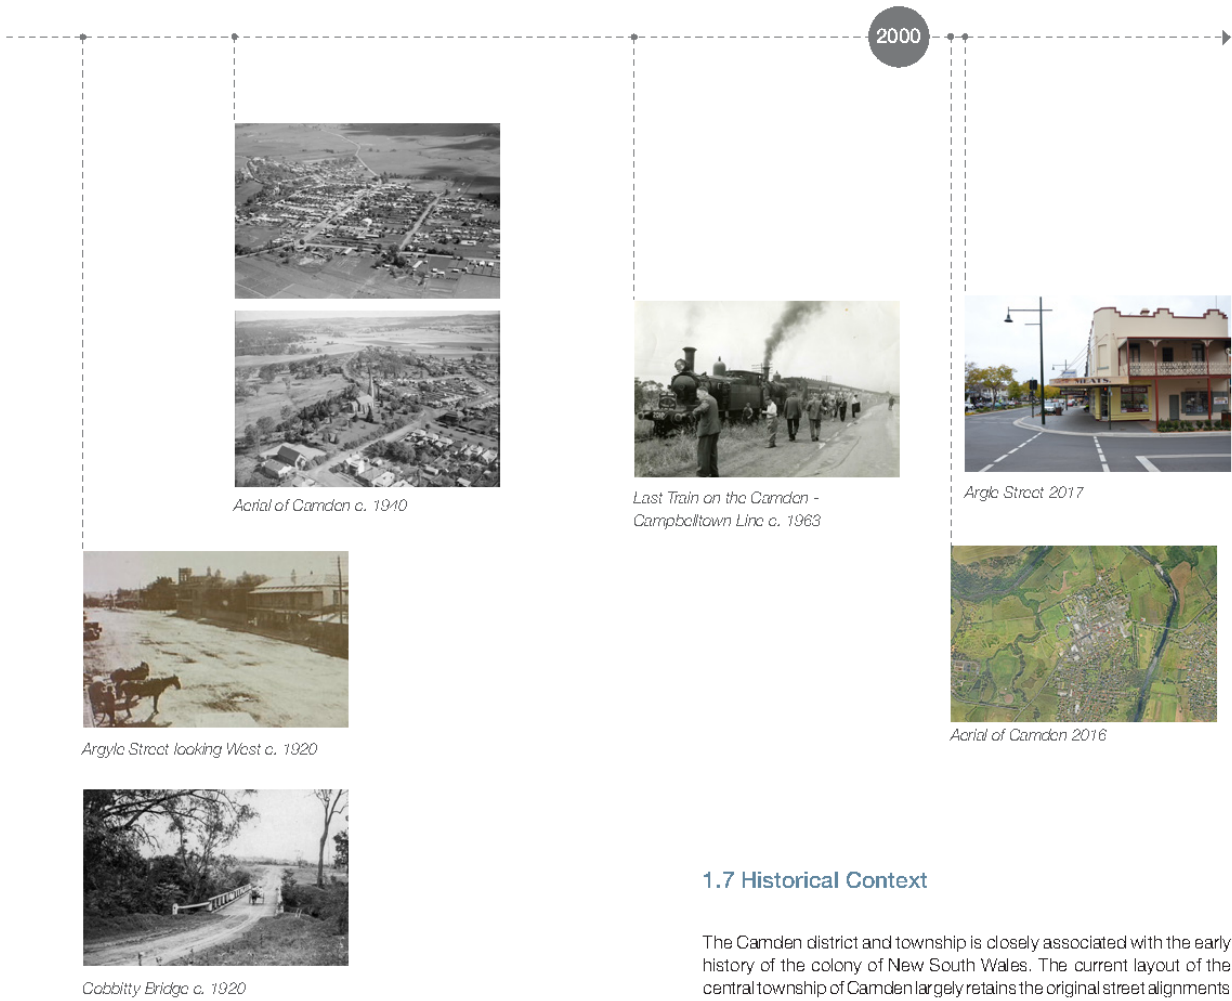 2000
Aerial of Camden c. 1940
Last Train on the Camden -
Campbelltown Line c. 1963
MEATS.
Argle Street 2017
Argyle Street looking West c. 1920
Aerial of Camden 2016
Cobbitty Bridge c. 1920
1.7 Historical Context
The Camden district and township is closely associated with the early
history of the colony of New South Wales. The current layout of the
central township of Camden largely retains the original street alignments